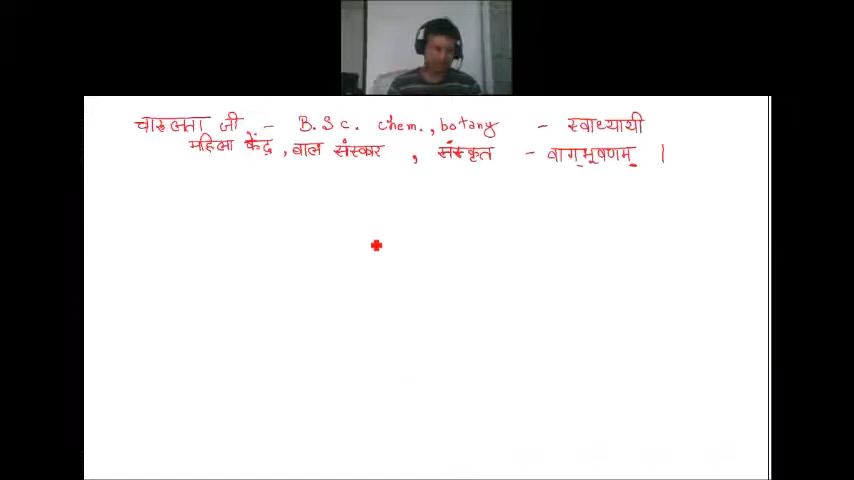 चारुलता जी - B.Sc. chem., botany - स्वाध्यायी
महिला केंद्र, बाल संस्कार, संस्कृत - वाग्भूषणम् ।